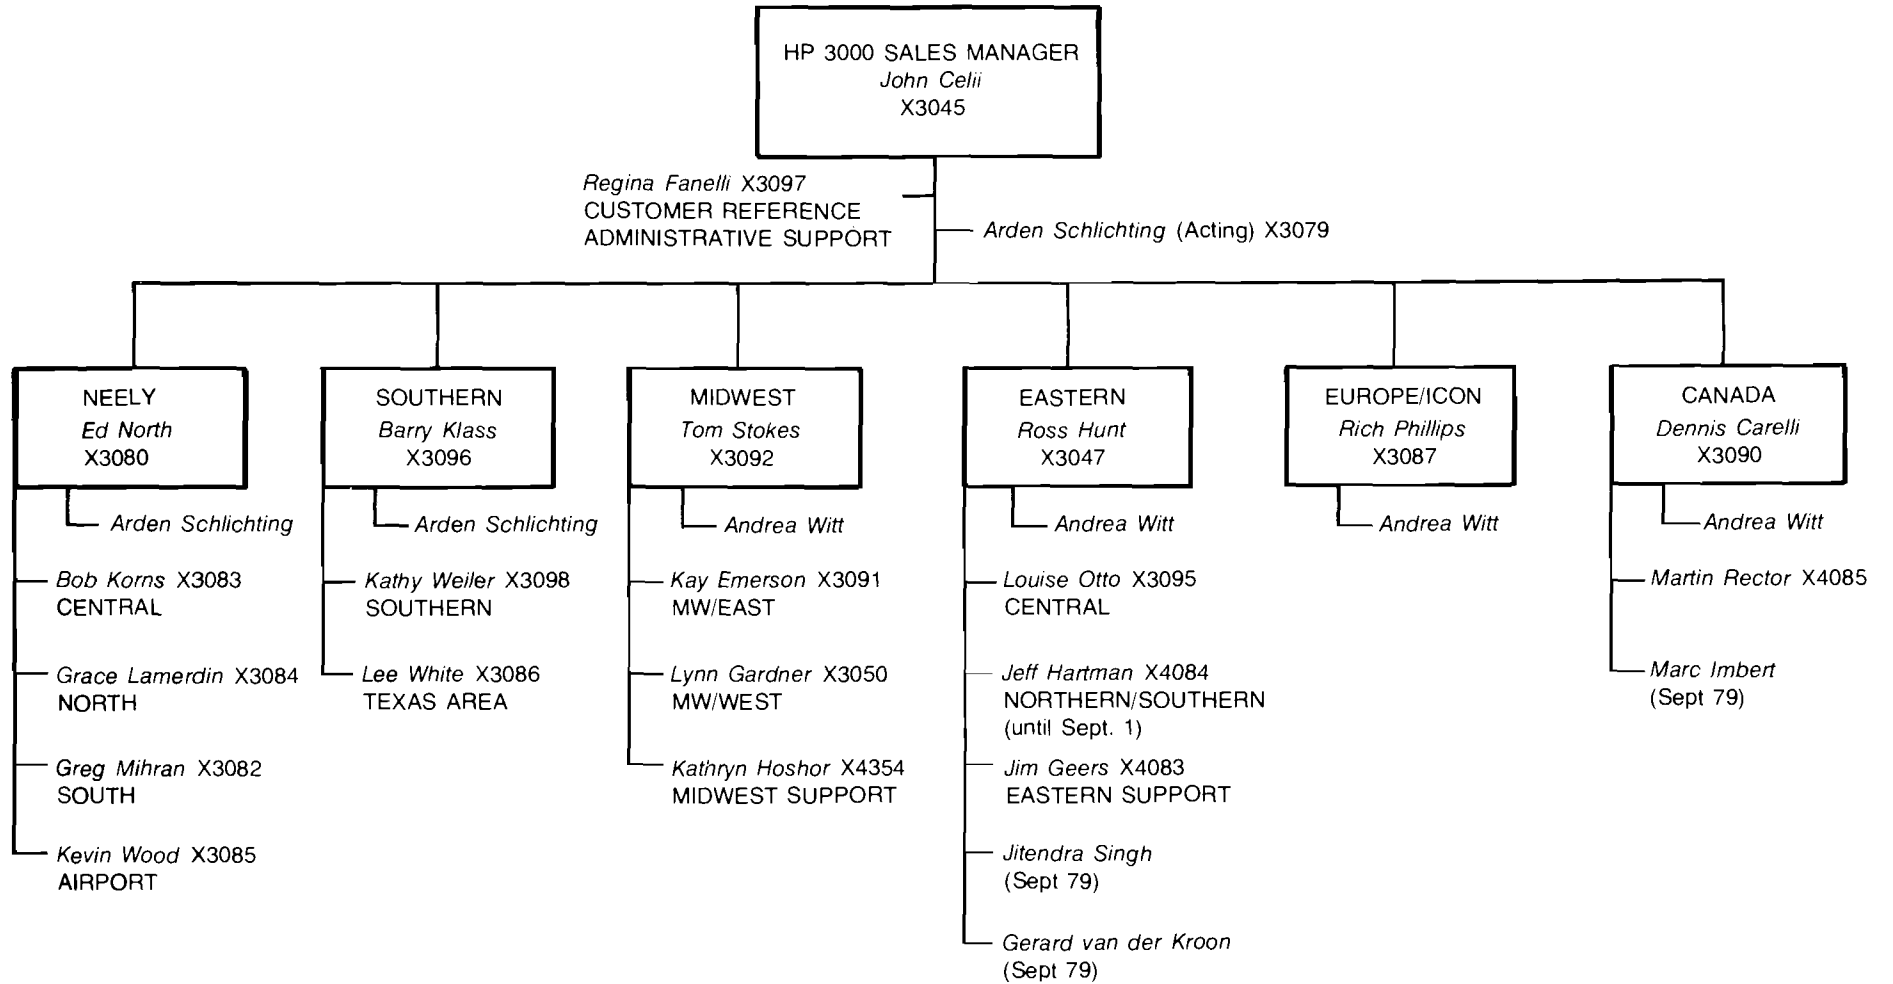 HP 3000 SALES MANAGER
John Celii
X3045
Regina Fanelli X3097
CUSTOMER REFERENCE
ADMINISTRATIVE SUPPORT
Arden Schlichting (Acting) X3079
NEELY
Ed North
X3080
Arden Schlichting
Bob Korns X3083
CENTRAL
Grace Lamerdin X3084
NORTH
Greg Mihran X3082
SOUTH
Kevin Wood X3085
AIRPORT
SOUTHERN
Barry Klass
X3096
Arden Schlichting
Kathy Weiler X3098
SOUTHERN
Lee White X3086
TEXAS AREA
MIDWEST
Tom Stokes
X3092
Andrea Witt
Kay Emerson X3091
MW/EAST
Lynn Gardner X3050
MW/WEST
Kathryn Hoshor X4354
MIDWEST SUPPORT
EASTERN
Ross Hunt
X3047
Andrea Witt
Louise Otto X3095
CENTRAL
Jeff Hartman X4084
NORTHERN/SOUTHERN
(until Sept. 1)
Jim Geers X4083
EASTERN SUPPORT
Jitendra Singh
(Sept 79)
Gerard van der Kroon
(Sept 79)
EUROPE/ICON
Rich Phillips
X3087
Andrea Witt
CANADA
Dennis Carelli
X3090
Andrea Witt
Martin Rector X4085
Marc Imbert
(Sept 79)